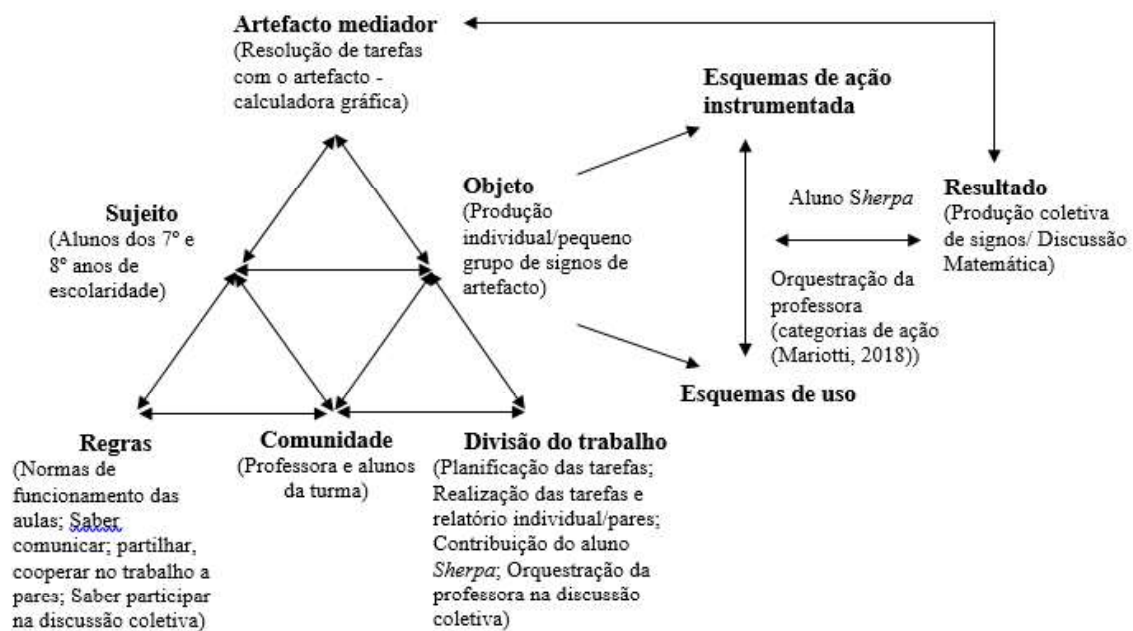 Artefacto mediador
(Resolução de tarefas
com o artefacto -
calculadora gráfica)
Esquemas de ação
instrumentada
Sujeito
(Alunos dos 7º e
8º anos de
escolaridade)
Objeto
(Produção
individual/pequeno
grupo de signos de
artefacto)
Aluno Sherpa
Orquestração da
professora
(categorias de ação
(Mariotti, 2018))
Resultado
(Produção coletiva
de signos/ Discussão
Matemática)
Esquemas de uso
Regras
(Normas de
funcionamento das
aulas; Saber
comunicar; partilhar,
cooperar no trabalho a
pares; Saber participar
na discussão coletiva)
Comunidade
(Professora e alunos
da turma)
Divisão do trabalho
(Planificação das tarefas;
Realização das tarefas e
relatório individual/pares;
Contribuição do aluno
Sherpa; Orquestração da
professora na discussão
coletiva)